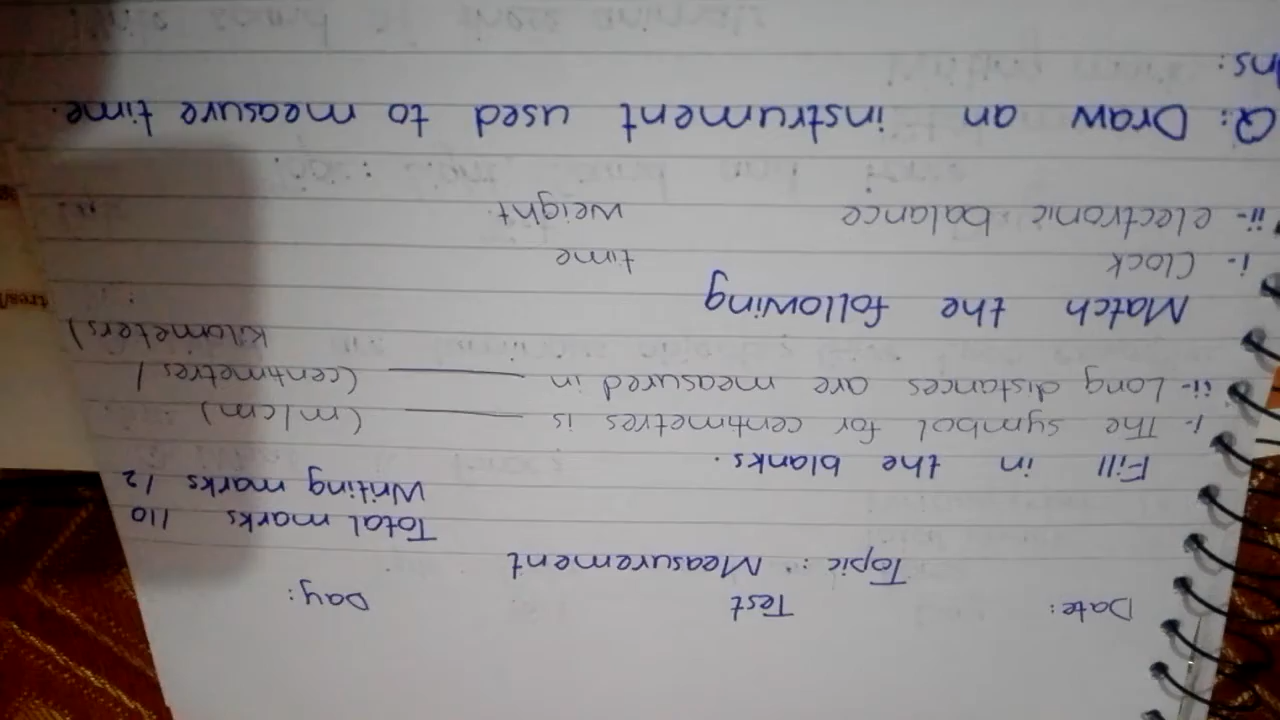 Date: Test Day:
Topic: Measurement
Total marks /10
Writing marks /2
Fill in the blanks.
i- The symbol for centimetres is ______ (m/cm)
ii- Long distances are measured in ______ (centimetres /
kilometers)
Match the following
i- Clock time
ii- electronic balance weight
Q: Draw an instrument used to measure time.
Ans: